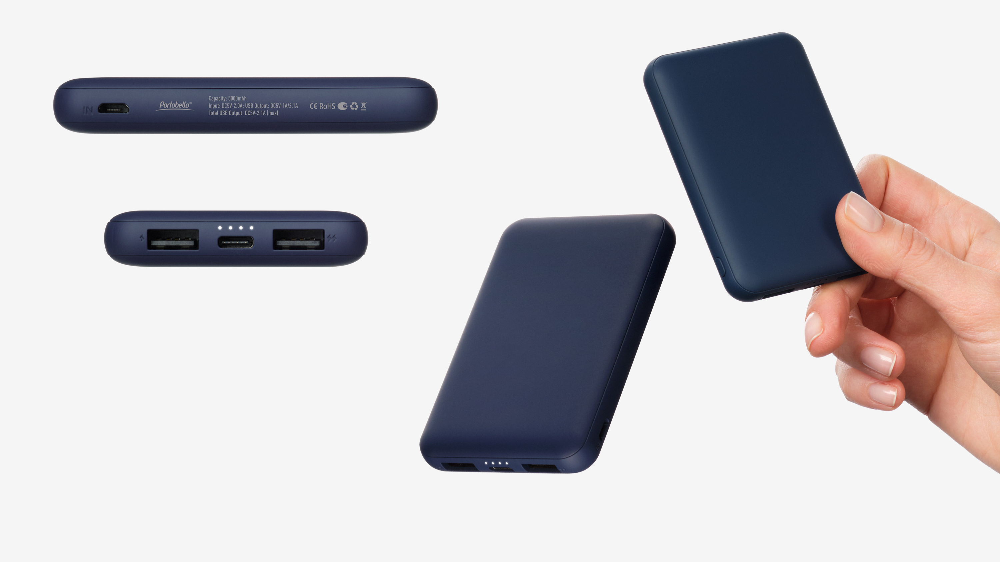 IN
Portobello®
Capacity: 5000mAh
Input: DC5V-2.0A; USB Output: DC5V-1A/2.1A
Total USB Output: DC5V-2.1A (max)
CE RoHS